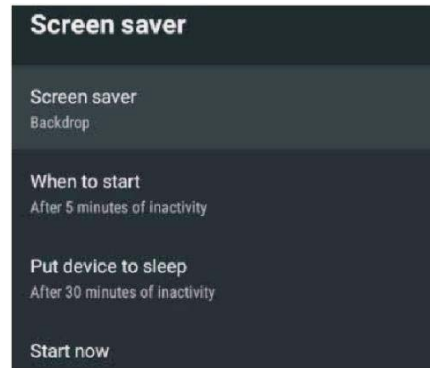 Screen saver
Screen saver
Backdrop
When to start
After 5 minutes of inactivity
Put device to sleep
After 30 minutes of inactivity
Start now